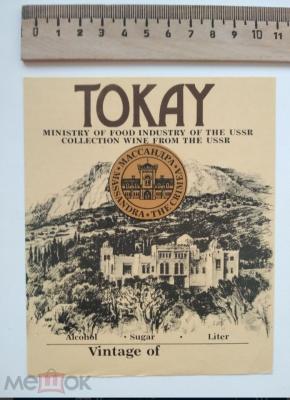 1 2 3 4 5 6 7 8 9 10 11
TOKAY
MINISTRY OF FOOD INDUSTRY OF THE USSR
COLLECTION WINE FROM THE USSR
МАССАНДРА
MASSANDRA • THE CRIMEA
Alcohol • Sugar • Liter
Vintage of
Мешок